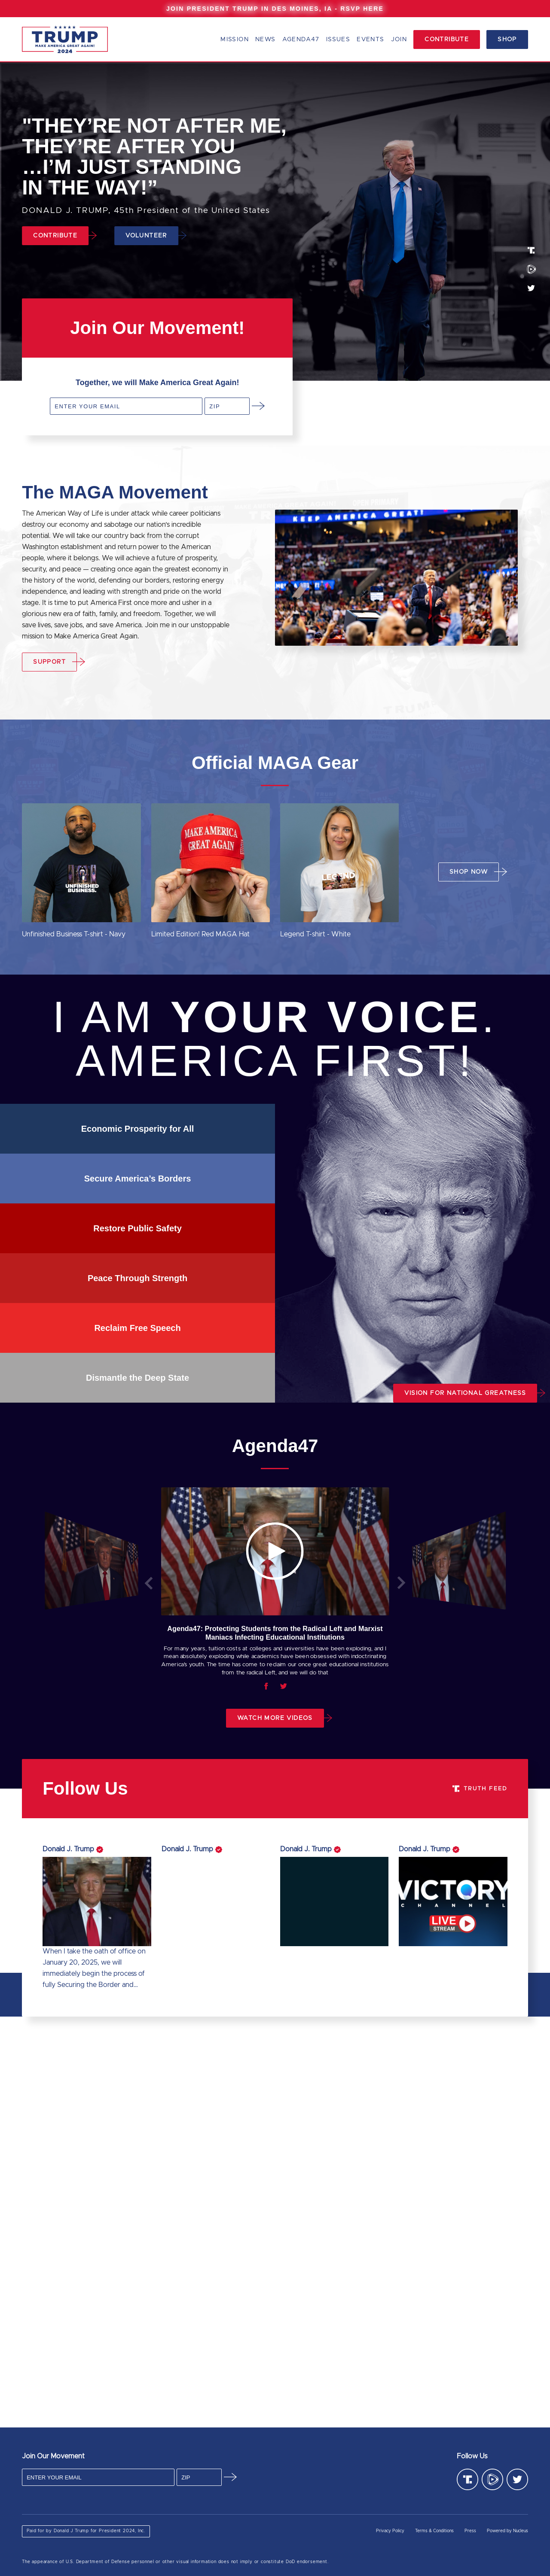 JOIN PRESIDENT TRUMP IN DES MOINES, IA - RSVP HERE
TRUMP
MAKE AMERICA GREAT AGAIN!
2024
MISSION NEWS AGENDA47 ISSUES EVENTS JOIN CONTRIBUTE SHOP
"THEY’RE NOT AFTER ME,
THEY’RE AFTER YOU
…I’M JUST STANDING
IN THE WAY!”
DONALD J. TRUMP, 45th President of the United States
CONTRIBUTE VOLUNTEER
Join Our Movement!
Together, we will Make America Great Again!
ENTER YOUR EMAIL ZIP
The MAGA Movement
The American Way of Life is under attack while career politicians
destroy our economy and sabotage our nation's incredible
potential. We will take our country back from the corrupt
Washington establishment and return power to the American
people, where it belongs. We will achieve a future of prosperity,
security, and peace — creating once again the greatest economy in
the history of the world, defending our borders, restoring energy
independence, and leading with strength and pride on the world
stage. It is time to put America First once more and usher in a
glorious new era of faith, family, and freedom. Together, we will
save lives, save jobs, and save America. Join me in our unstoppable
mission to Make America Great Again.
KEEP AMERICA GREAT!
SUPPORT
Official MAGA Gear
UNFINISHED
BUSINESS.
MAKE AMERICA
GREAT AGAIN
SHOP NOW
Unfinished Business T-shirt - Navy
Limited Edition! Red MAGA Hat
Legend T-shirt - White
I AM YOUR VOICE.
AMERICA FIRST!
Economic Prosperity for All
Secure America’s Borders
Restore Public Safety
Peace Through Strength
Reclaim Free Speech
Dismantle the Deep State
VISION FOR NATIONAL GREATNESS
Agenda47
Agenda47: Protecting Students from the Radical Left and Marxist
Maniacs Infecting Educational Institutions
For many years, tuition costs at colleges and universities have been exploding, and I
mean absolutely exploding while academics have been obsessed with indoctrinating
America's youth. The time has come to reclaim our once great educational institutions
from the radical Left, and we will do that
WATCH MORE VIDEOS
Follow Us
TRUTH FEED
Donald J. Trump
Donald J. Trump
Donald J. Trump
Donald J. Trump
VICTORY
CHANNEL
LIVE
STREAM
When I take the oath of office on
January 20, 2025, we will
immediately begin the process of
fully Securing the Border and...
Join Our Movement
Follow Us
ENTER YOUR EMAIL ZIP
Paid for by Donald J Trump for President 2024, Inc.
Privacy Policy Terms & Conditions Press Powered by Nucleus
The appearance of U.S. Department of Defense personnel or other visual information does not imply or constitute DoD endorsement